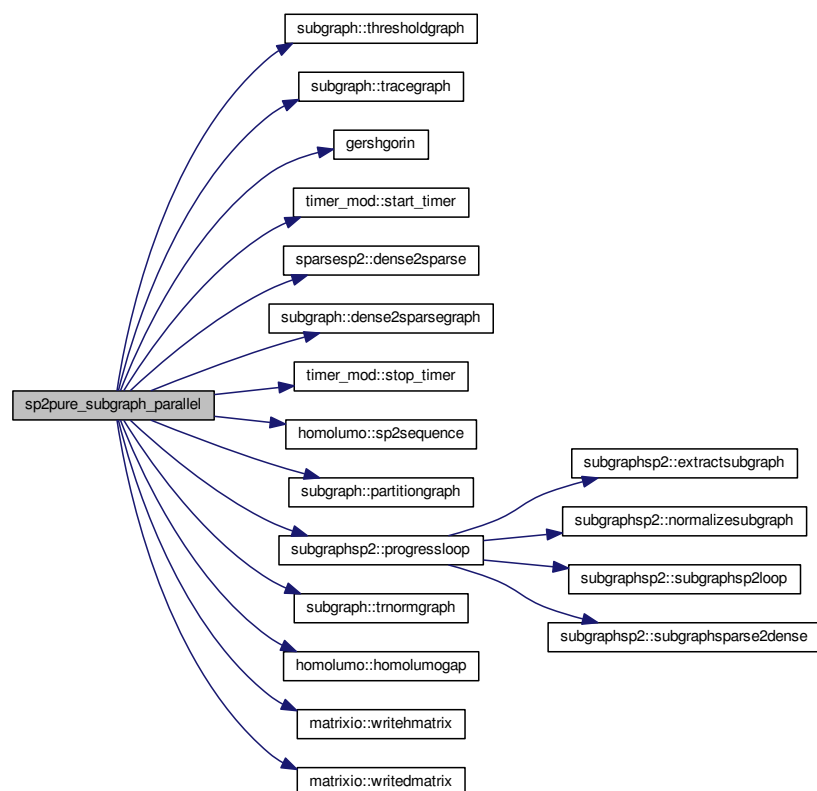 subgraph::thresholdgraph
subgraph::tracegraph
gershgorin
timer_mod::start_timer
sparsesp2::dense2sparse
subgraph::dense2sparsegraph
timer_mod::stop_timer
sp2pure_subgraph_parallel
homolumo::sp2sequence
subgraphsp2::extractsubgraph
subgraph::partitiongraph
subgraphsp2::normalizesubgraph
subgraphsp2::progressloop
subgraphsp2::subgraphsp2loop
subgraph::trnormgraph
subgraphsp2::subgraphsparse2dense
homolumo::homolumogap
matrixio::writehmatrix
matrixio::writedmatrix